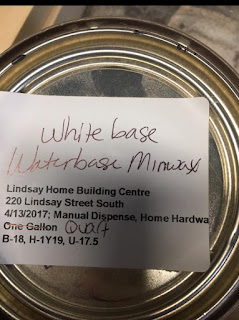 White base
Waterbase Minwax
Lindsay Home Building Centre
220 Lindsay Street South
4/13/2017; Manual Dispense, Home Hardwa
One Gallon Quart
B-18, H-1Y19, U-17.5